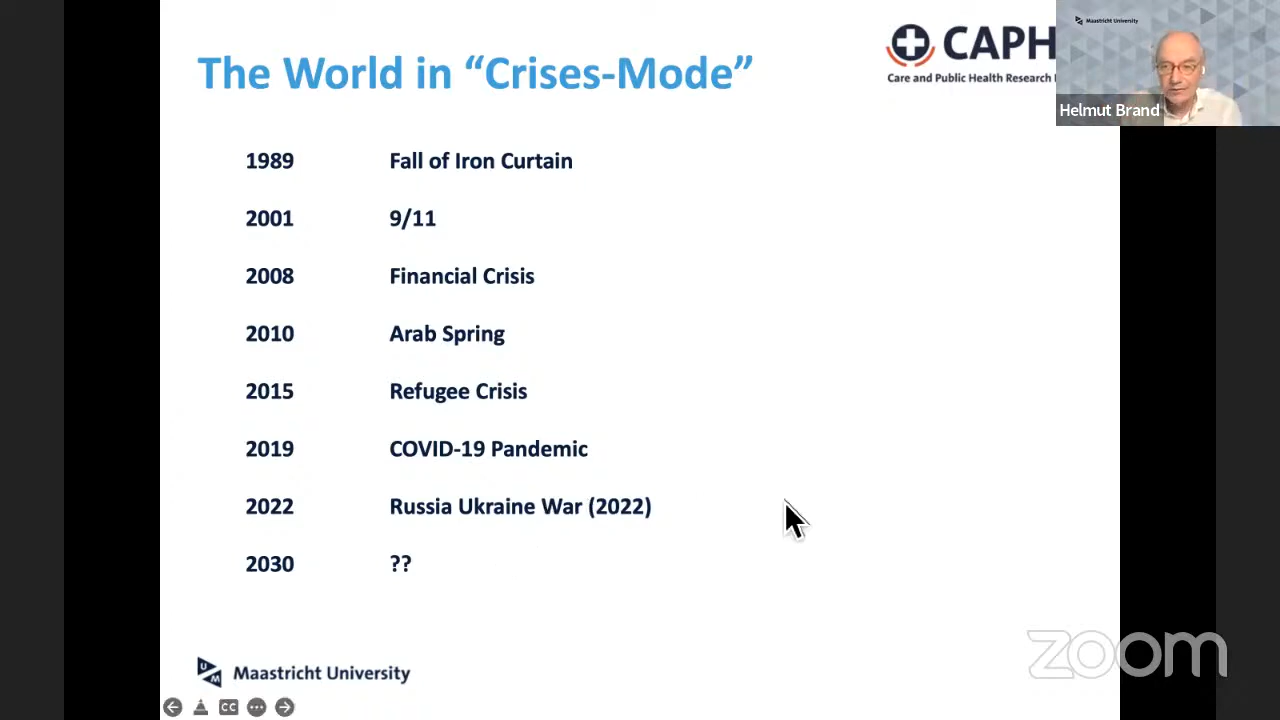 The World in “Crises-Mode”
CAPH
Care and Public Health Research
Maastricht University
Helmut Brand
1989 Fall of Iron Curtain
2001 9/11
2008 Financial Crisis
2010 Arab Spring
2015 Refugee Crisis
2019 COVID-19 Pandemic
2022 Russia Ukraine War (2022)
2030 ??
UM Maastricht University
CC
zoom